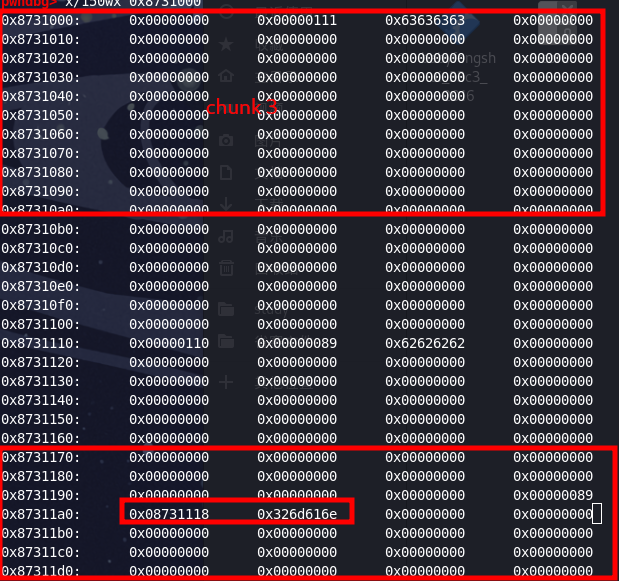 pwndbg> x/150wx 0x8731000
0x8731000: 0x00000000 0x00000111 0x63636363 0x00000000
0x8731010: 0x00000000 0x00000000 0x00000000 0x00000000
0x8731020: 0x00000000 0x00000000 0x00000000 0x00000000
0x8731030: 0x00000000 0x00000000 0x00000000 0x00000000
0x8731040: 0x00000000 0x00000000 0x00000000 0x00000000
chunk 3
0x8731050: 0x00000000 0x00000000 0x00000000 0x00000000
0x8731060: 0x00000000 0x00000000 0x00000000 0x00000000
0x8731070: 0x00000000 0x00000000 0x00000000 0x00000000
0x8731080: 0x00000000 0x00000000 0x00000000 0x00000000
0x8731090: 0x00000000 0x00000000 0x00000000 0x00000000
0x87310a0: 0x00000000 0x00000000 0x00000000 0x00000000
0x87310b0: 0x00000000 0x00000000 0x00000000 0x00000000
0x87310c0: 0x00000000 0x00000000 0x00000000 0x00000000
0x87310d0: 0x00000000 0x00000000 0x00000000 0x00000000
0x87310e0: 0x00000000 0x00000000 0x00000000 0x00000000
0x87310f0: 0x00000000 0x00000000 0x00000000 0x00000000
0x8731100: 0x00000000 0x00000000 0x00000000 0x00000000
0x8731110: 0x00000110 0x00000089 0x62626262 0x00000000
0x8731120: 0x00000000 0x00000000 0x00000000 0x00000000
0x8731130: 0x00000000 0x00000000 0x00000000 0x00000000
0x8731140: 0x00000000 0x00000000 0x00000000 0x00000000
0x8731150: 0x00000000 0x00000000 0x00000000 0x00000000
0x8731160: 0x00000000 0x00000000 0x00000000 0x00000000
0x8731170: 0x00000000 0x00000000 0x00000000 0x00000000
0x8731180: 0x00000000 0x00000000 0x00000000 0x00000000
0x8731190: 0x00000000 0x00000000 0x00000000 0x00000089
0x87311a0: 0x08731118 0x326d616e 0x00000000 0x00000000
0x87311b0: 0x00000000 0x00000000 0x00000000 0x00000000
0x87311c0: 0x00000000 0x00000000 0x00000000 0x00000000
0x87311d0: 0x00000000 0x00000000 0x00000000 0x00000000